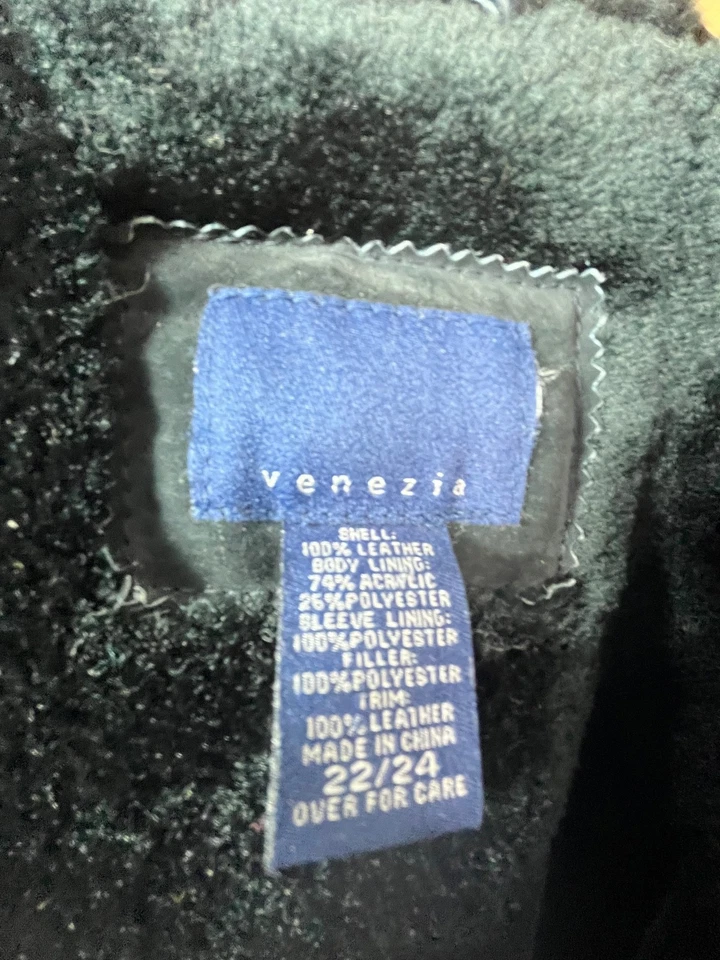 venezia
SHELL:
100% LEATHER
BODY LINING:
74% ACRYLIC
26% POLYESTER
SLEEVE LINING:
100% POLYESTER
FILLER:
100% POLYESTER
TRIM:
100% LEATHER
MADE IN CHINA
22/24
OVER FOR CARE